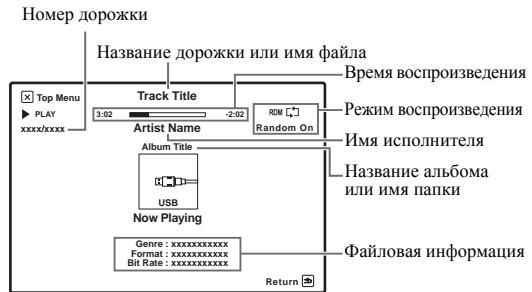 Номер дорожки
Название дорожки или имя файла
Время воспроизведения
Top Menu
Track Title
PLAY
3:02
-2:02
RDM
Режим воспроизведения
xxxx/xxxx
Artist Name
Random On
Имя исполнителя
Album Title
Название альбома
или имя папки
USB
Now Playing
Genre : xxxxxxxxxxx
Format : xxxxxxxxxxx
Bit Rate : xxxxxxxxxxx
Файловая информация
Return